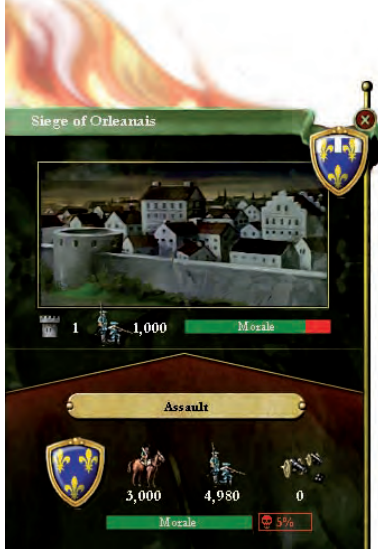 Siege of Orleanais
1 1,000 Morale
Assault
3,000 4,980 0
Morale 5%